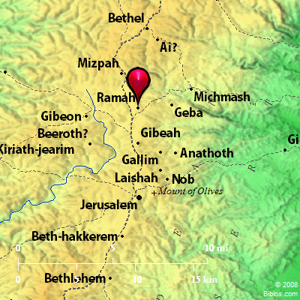 Bethel
Ai?
Mizpah
Ramah
Michmash
Geba
Gibeon
Beeroth?
Gibeah
Kiriath-jearim
Gallim
Anathoth
Gi
Laishah
Nob
Mount of Olives
Jerusalem
Beth-hakkerem
0
10 mi
Bethlehem
0
10
15 km
© 2008
Biblos.com